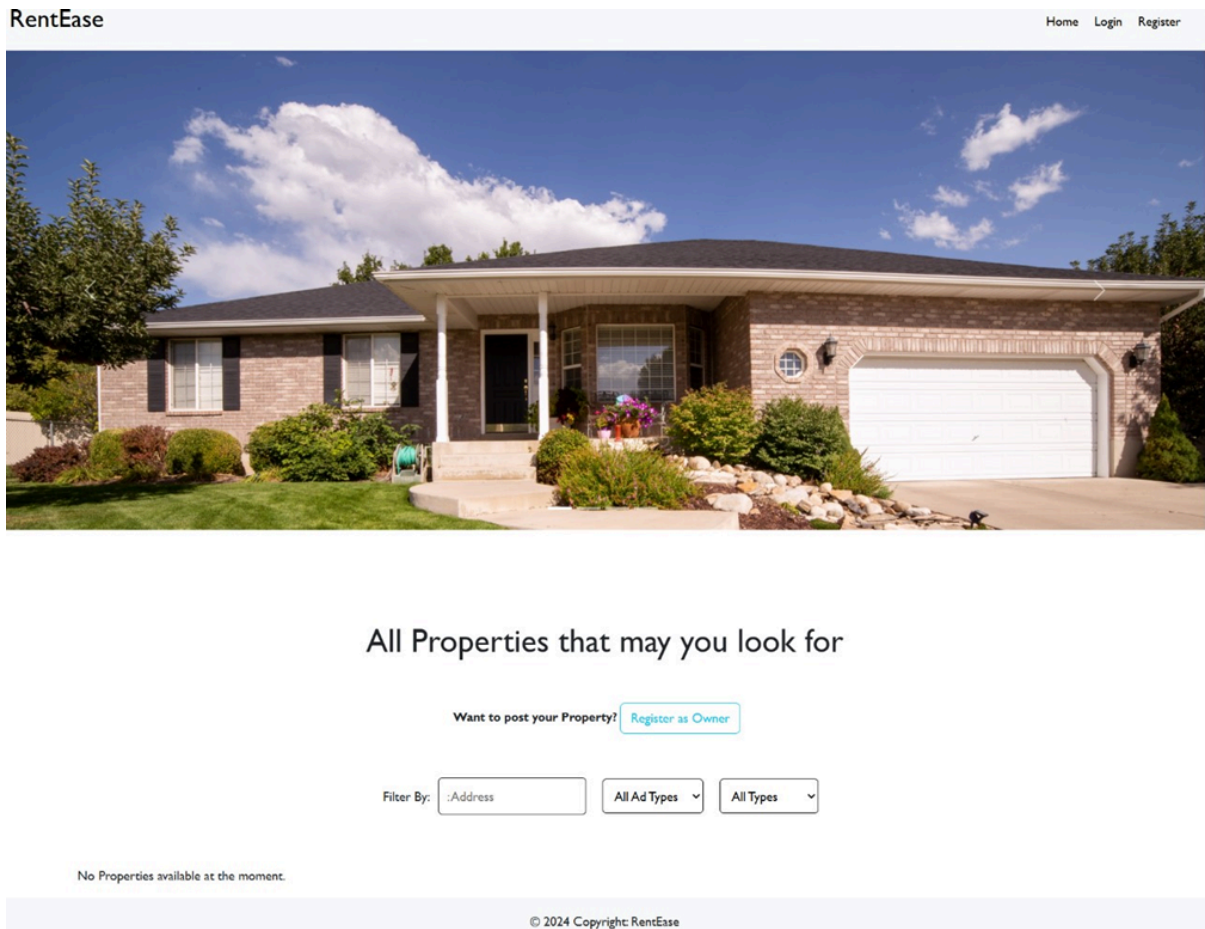 RentEase
Home Login Register
All Properties that may you look for
Want to post your Property? Register as Owner
Filter By: :Address All Ad Types All Types
No Properties available at the moment.
© 2024 Copyright: RentEase